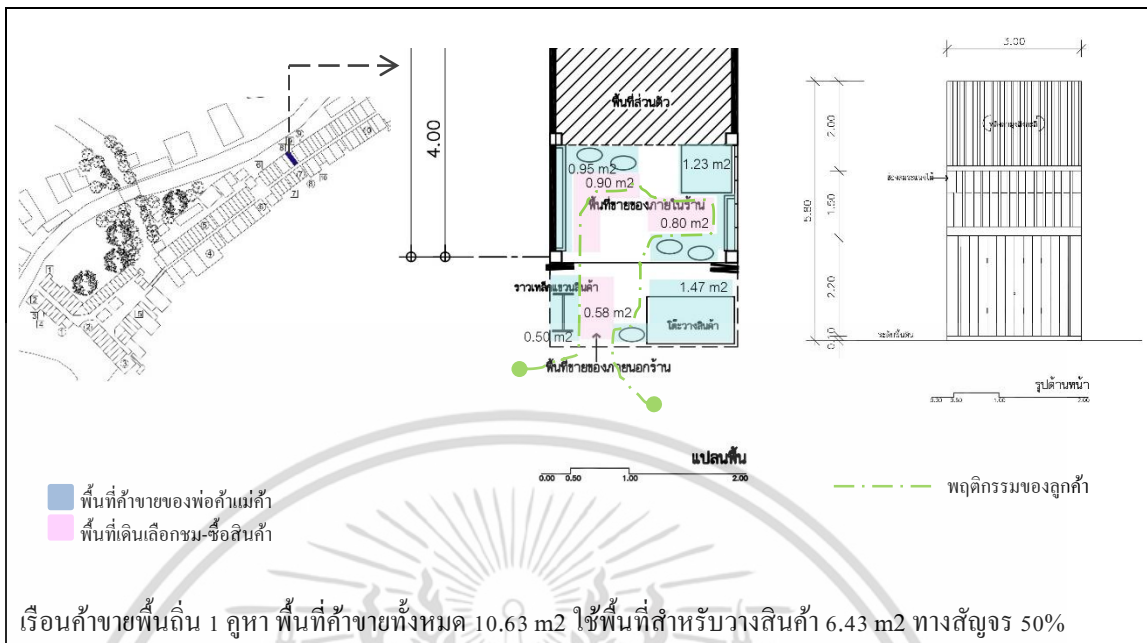 พื้นที่ส่วนตัว
4.00
0.95 m2
0.90 m2
1.23 m2
พื้นที่ขายของภายในร้าน
0.80 m2
ราวเหล็กแขวนสินค้า
0.58 m2
1.47 m2
โต๊ะวางสินค้า
0.50 m2
พื้นที่ขายของภายนอกร้าน
แปลนพื้น
0.00 0.50 1.00 2.00
5.80
2.00
2.20
รูปด้านหน้า
พื้นที่ค้าขายของพ่อค้าแม่ค้า
พื้นที่เดินเลือกชม-ซื้อสินค้า
พฤติกรรมของลูกค้า
เรือนค้าขายพื้นถิ่น 1 คูหา พื้นที่ค้าขายทั้งหมด 10.63 m2 ใช้พื้นที่สำหรับวางสินค้า 6.43 m2 ทางสัญจร 50%